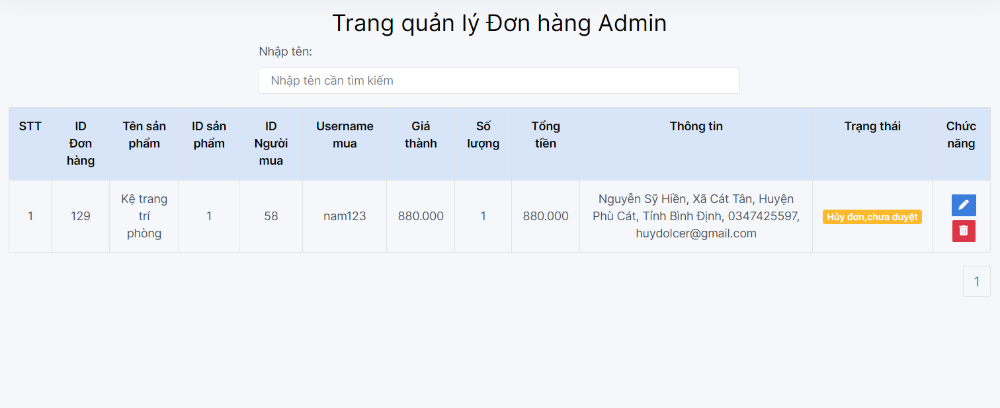 Trang quản lý Đơn hàng Admin
Nhập tên:
Nhập tên cần tìm kiếm
STT
ID
Đơn
hàng
Tên sản
phẩm
ID sản
phẩm
ID
Người
mua
Username
mua
Giá
thành
Số
lượng
Tổng
tiền
Thông tin
Trạng thái
Chức
năng
1
129
Kệ trang
trí
phòng
1
58
nam123
880.000
1
880.000
Nguyễn Sỹ Hiền, Xã Cát Tân, Huyện
Phù Cát, Tỉnh Bình Định, 0347425597,
huydolcer@gmail.com
Hủy đơn,chưa duyệt
1